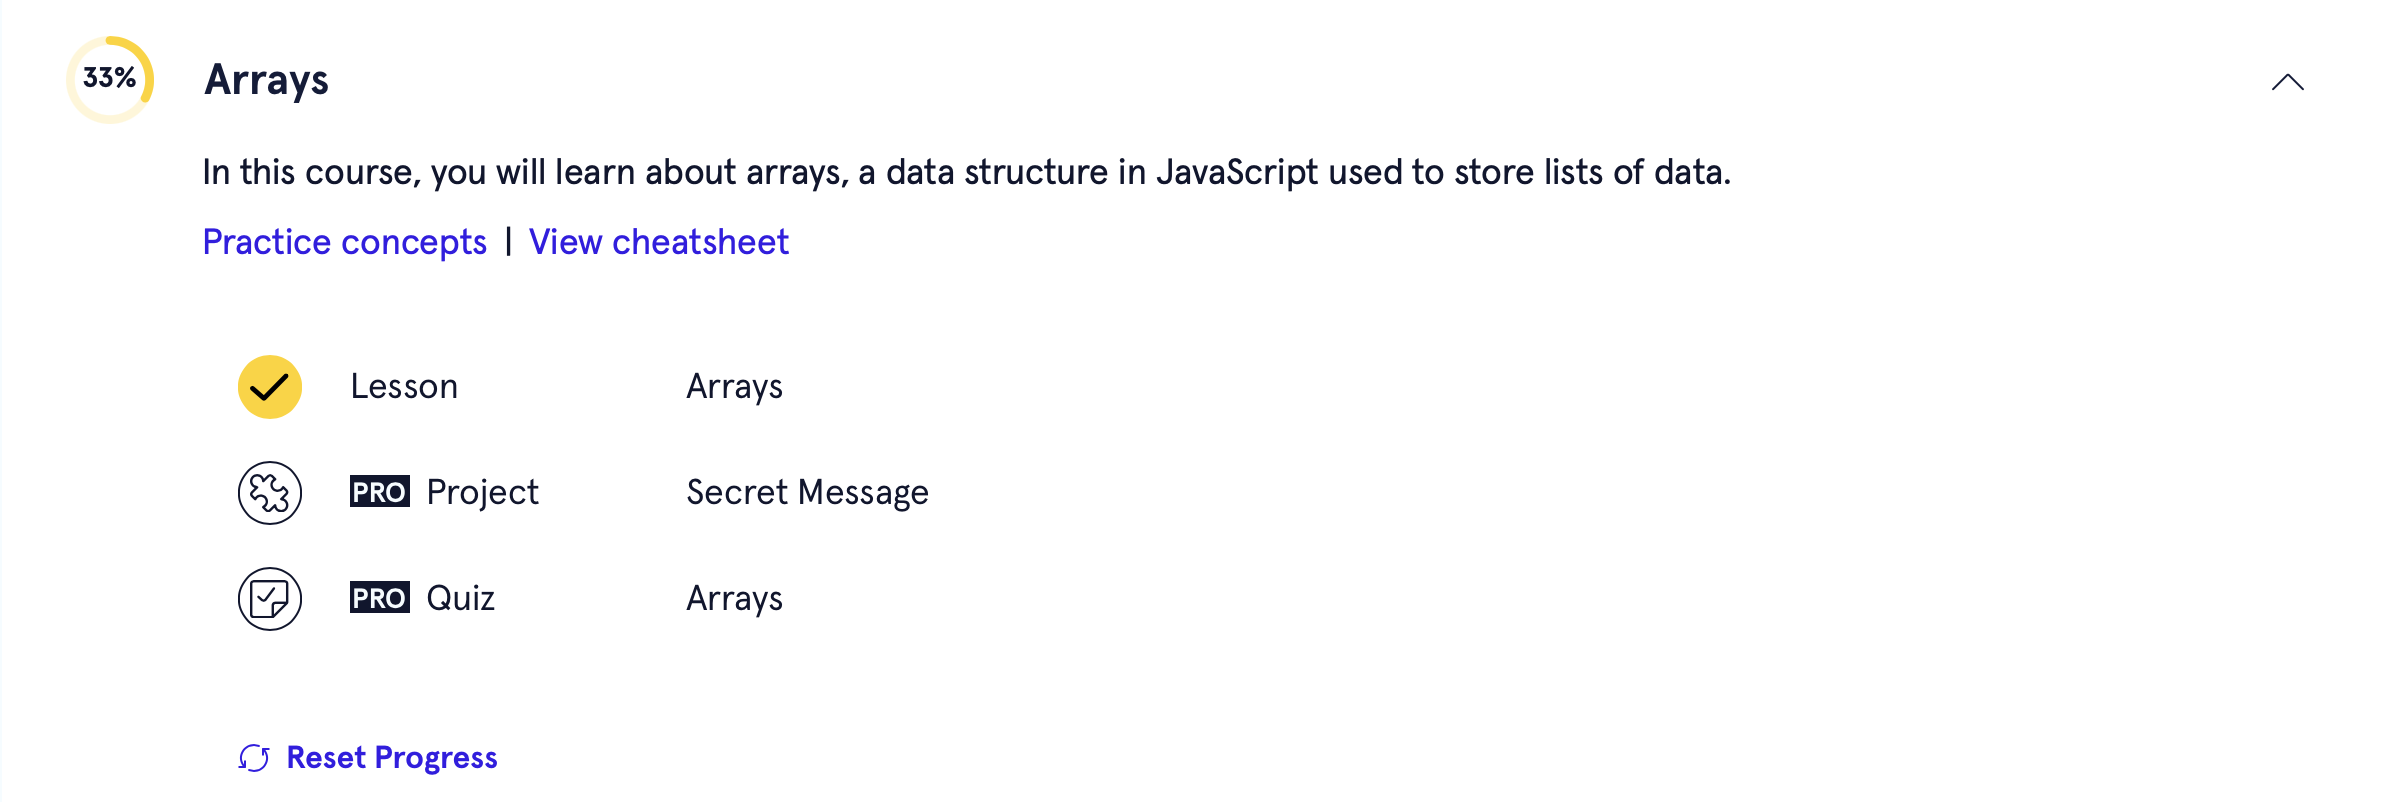 33% Arrays
In this course, you will learn about arrays, a data structure in JavaScript used to store lists of data.
Practice concepts | View cheatsheet
Lesson Arrays
PRO Project Secret Message
PRO Quiz Arrays
Reset Progress